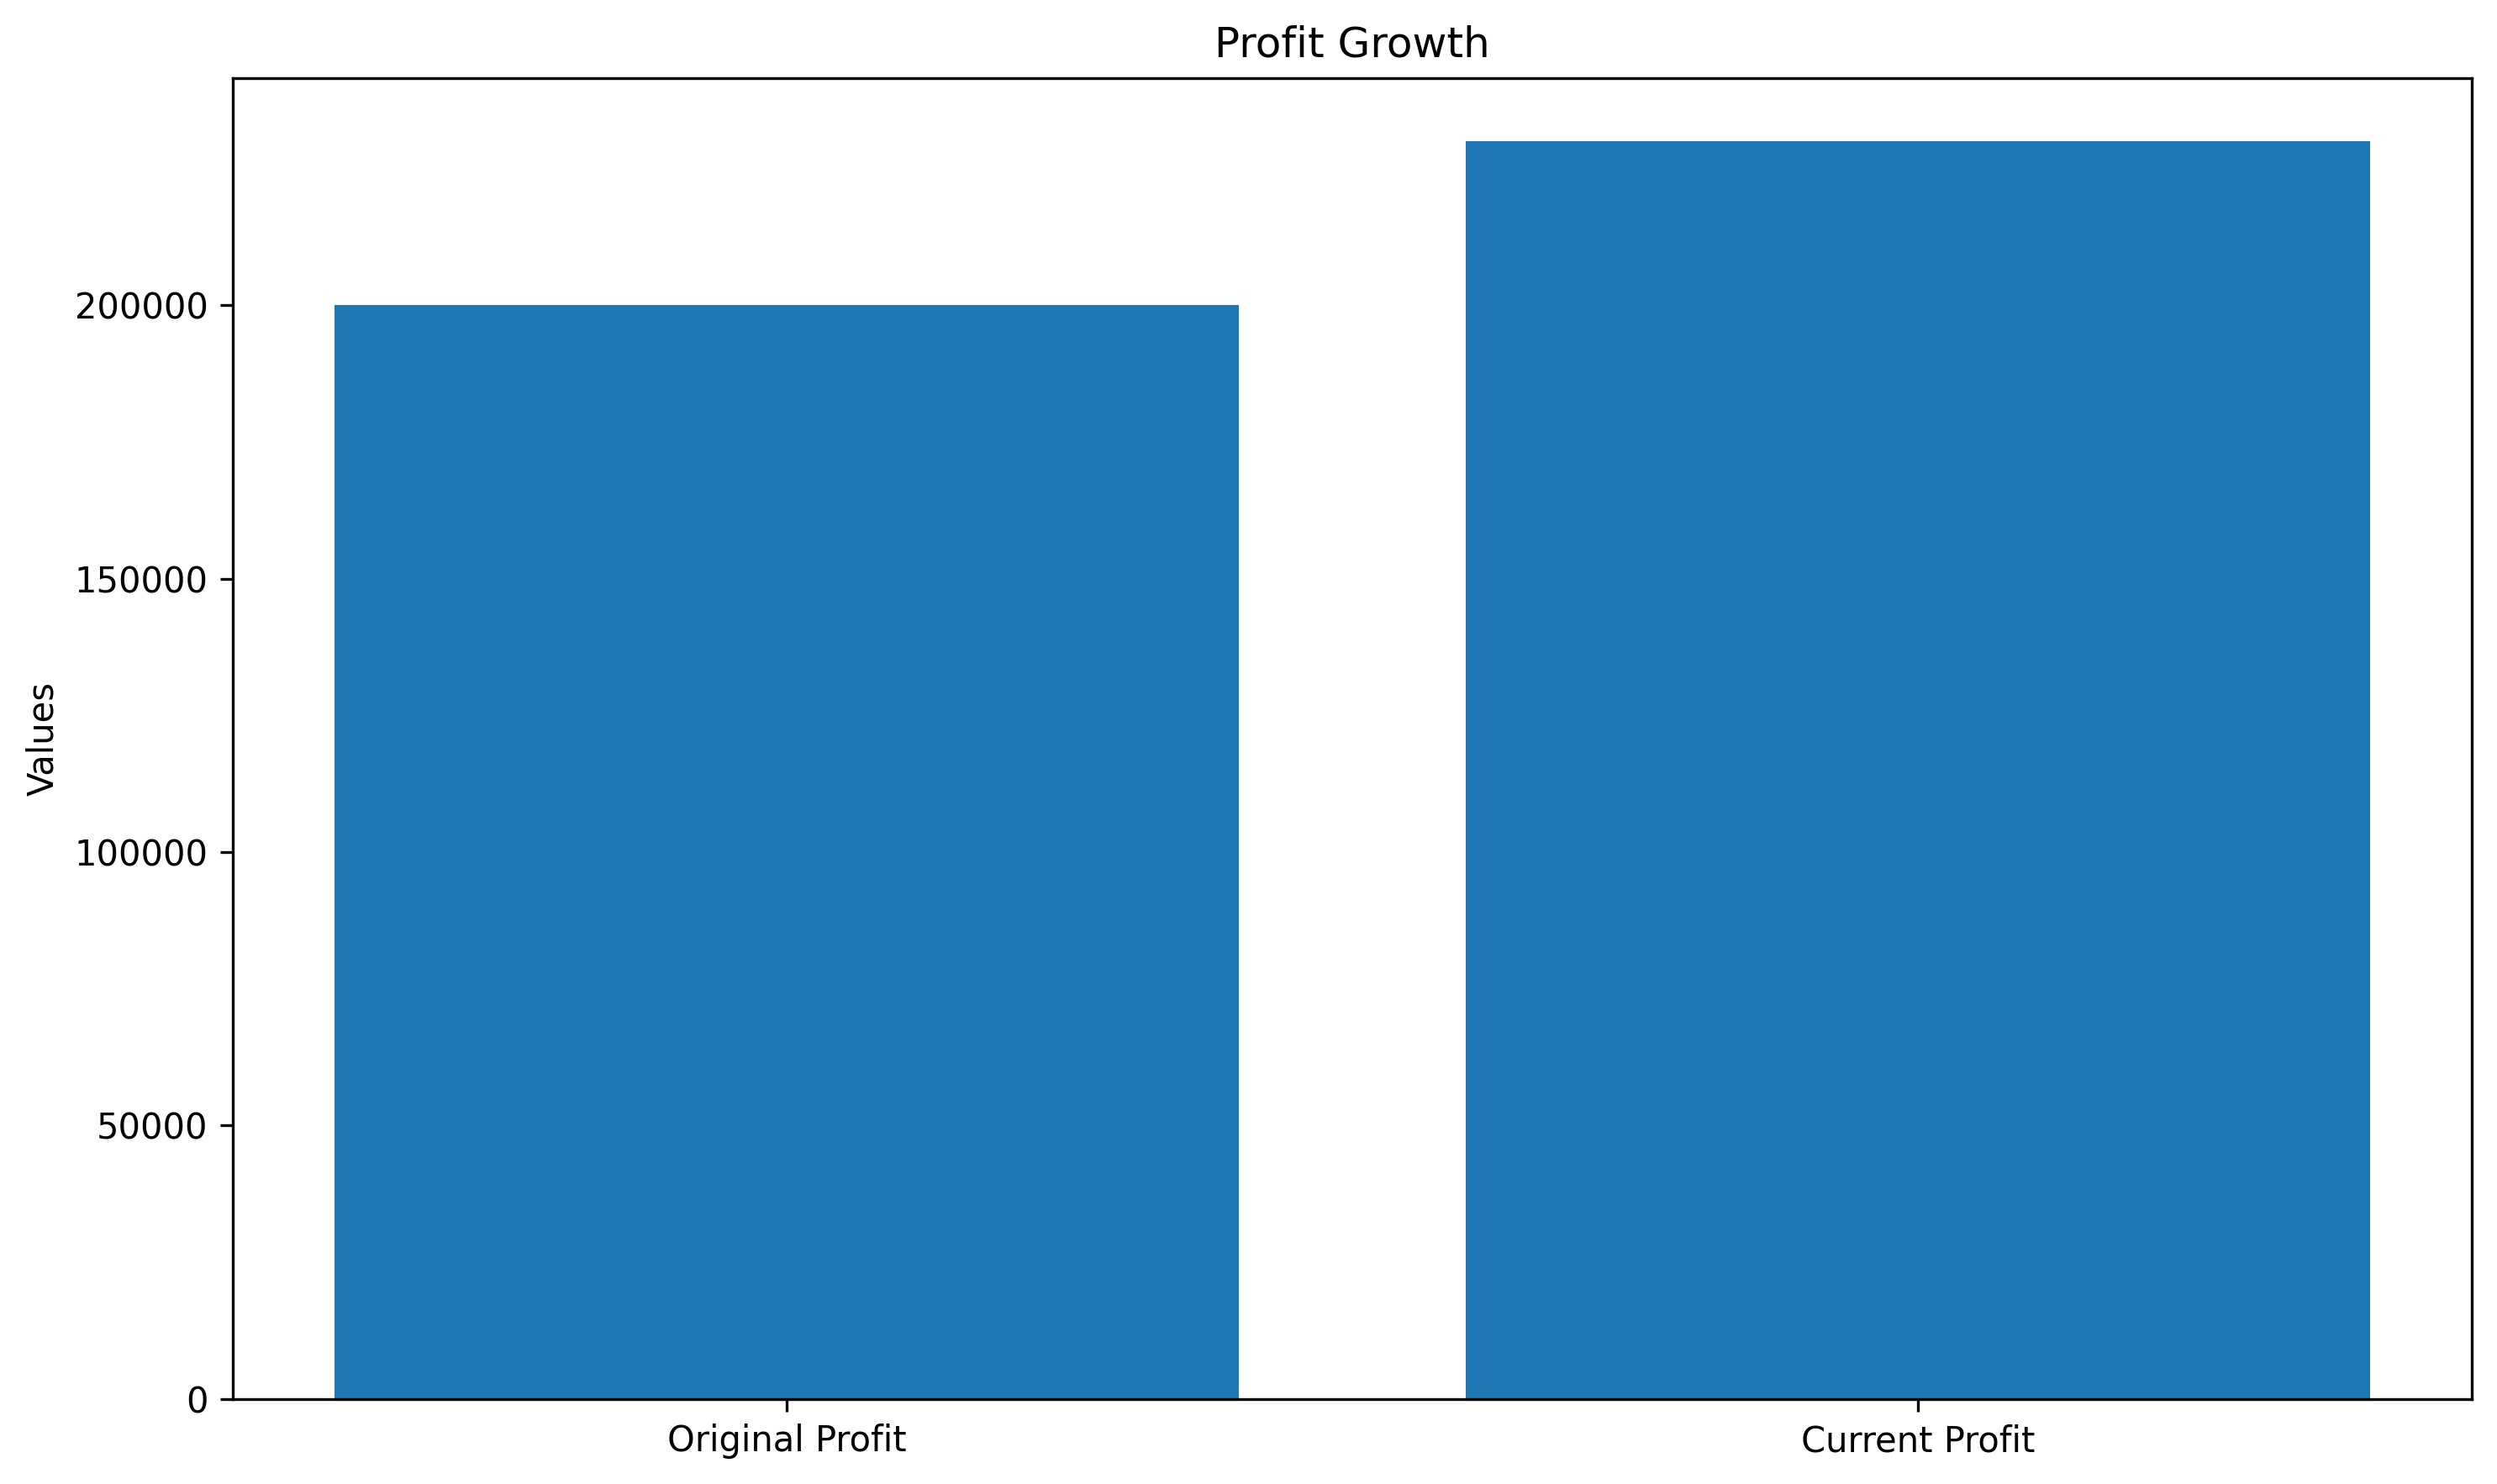 Profit Growth
200000
150000
100000
50000
0
Values
Original Profit
Current Profit